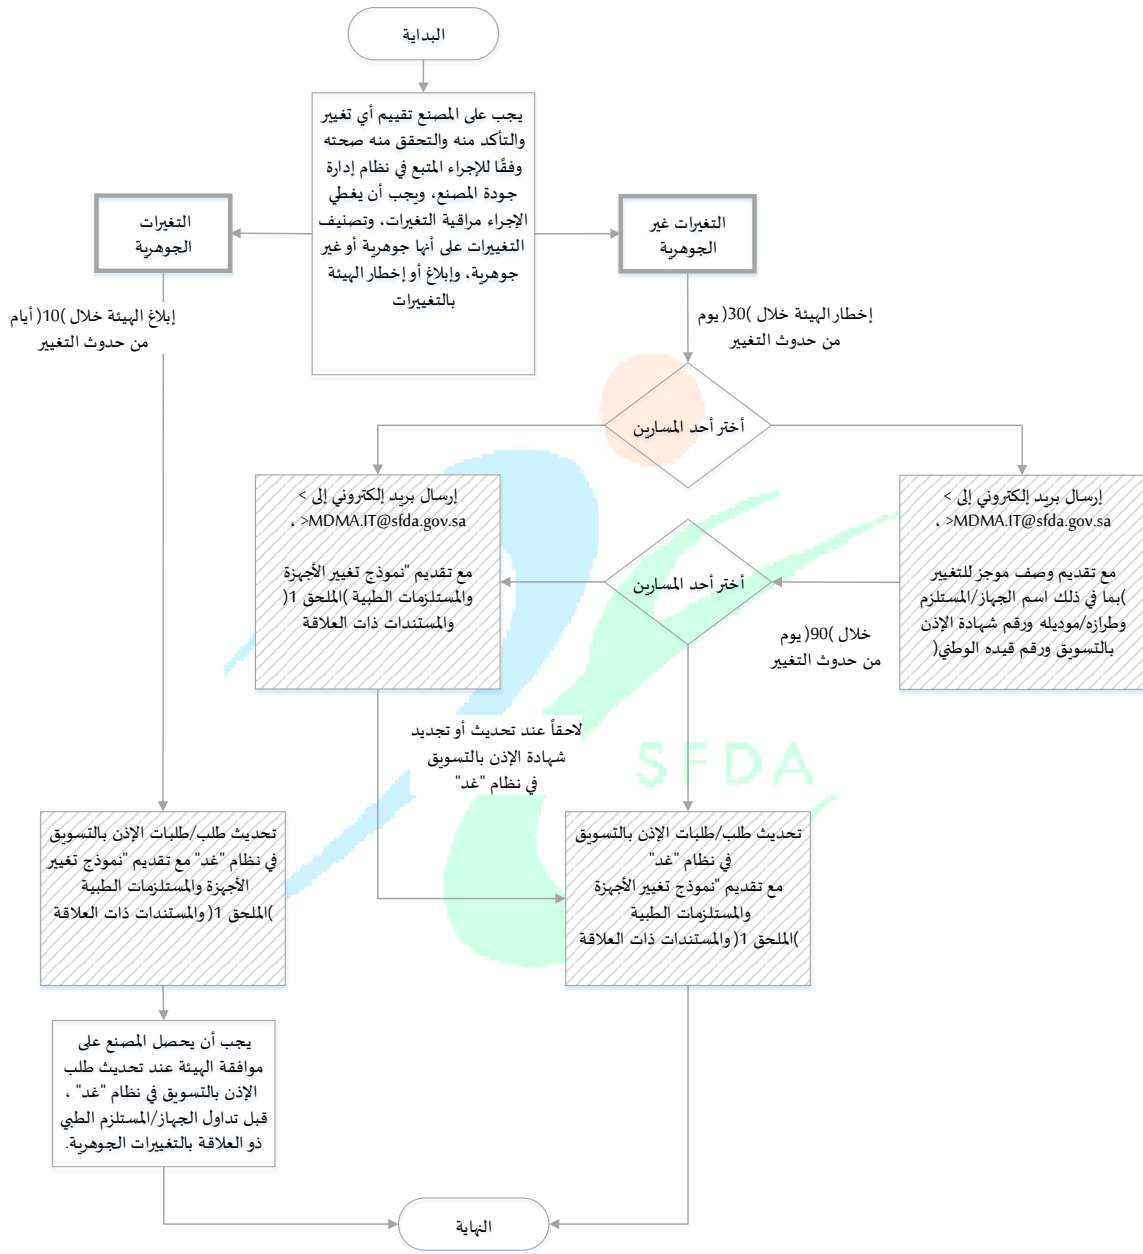 البداية
يجب على المصنع تقييم أي تغيير
والتأكد منه والتحقق منه صحته
وفقًا للإجراء المتبع في نظام إدارة
جودة المصنع، ويجب أن يغطي
الإجراء مراقبة التغيرات، وتصنيف
التغييرات على أنها جوهرية أو غير
جوهرية، وإبلاغ أو إخطار الهيئة
بالتغييرات
التغيرات غير
الجوهرية
التغيرات
الجوهرية
إخطار الهيئة خلال )30( يوم
من حدوث التغيير
إبلاغ الهيئة خلال )10( أيام
من حدوث التغيير
أختر أحد المسارين
إرسال بريد إلكتروني إلى >
MDMA.IT@sfda.gov.sa< ،
مع تقديم وصف موجز للتغيير
)بما في ذلك اسم الجهاز/المستلزم
وطرازه/موديله ورقم شهادة الإذن
بالتسويق ورقم قيده الوطني(
إرسال بريد إلكتروني إلى >
MDMA.IT@sfda.gov.sa< ،
مع تقديم "نموذج تغيير الأجهزة
والمستلزمات الطبية )الملحق 1(
والمستندات ذات العلاقة
أختر أحد المسارين
خلال )90( يوم
من حدوث التغيير
لاحقاً عند تحديث أو تجديد
شهادة الإذن بالتسويق
في نظام "غد"
SFDA
تحديث طلب/طلبات الإذن بالتسويق
في نظام "غد"
مع تقديم "نموذج تغيير الأجهزة
والمستلزمات الطبية
)الملحق 1( والمستندات ذات العلاقة
تحديث طلب/طلبات الإذن بالتسويق
في نظام "غد" مع تقديم "نموذج تغيير
الأجهزة والمستلزمات الطبية
)الملحق 1( والمستندات ذات العلاقة
يجب أن يحصل المصنع على
موافقة الهيئة عند تحديث طلب
الإذن بالتسويق في نظام "غد" ،
قبل تداول الجهاز/المستلزم الطبي
ذو العلاقة بالتغييرات الجوهرية.
النهاية